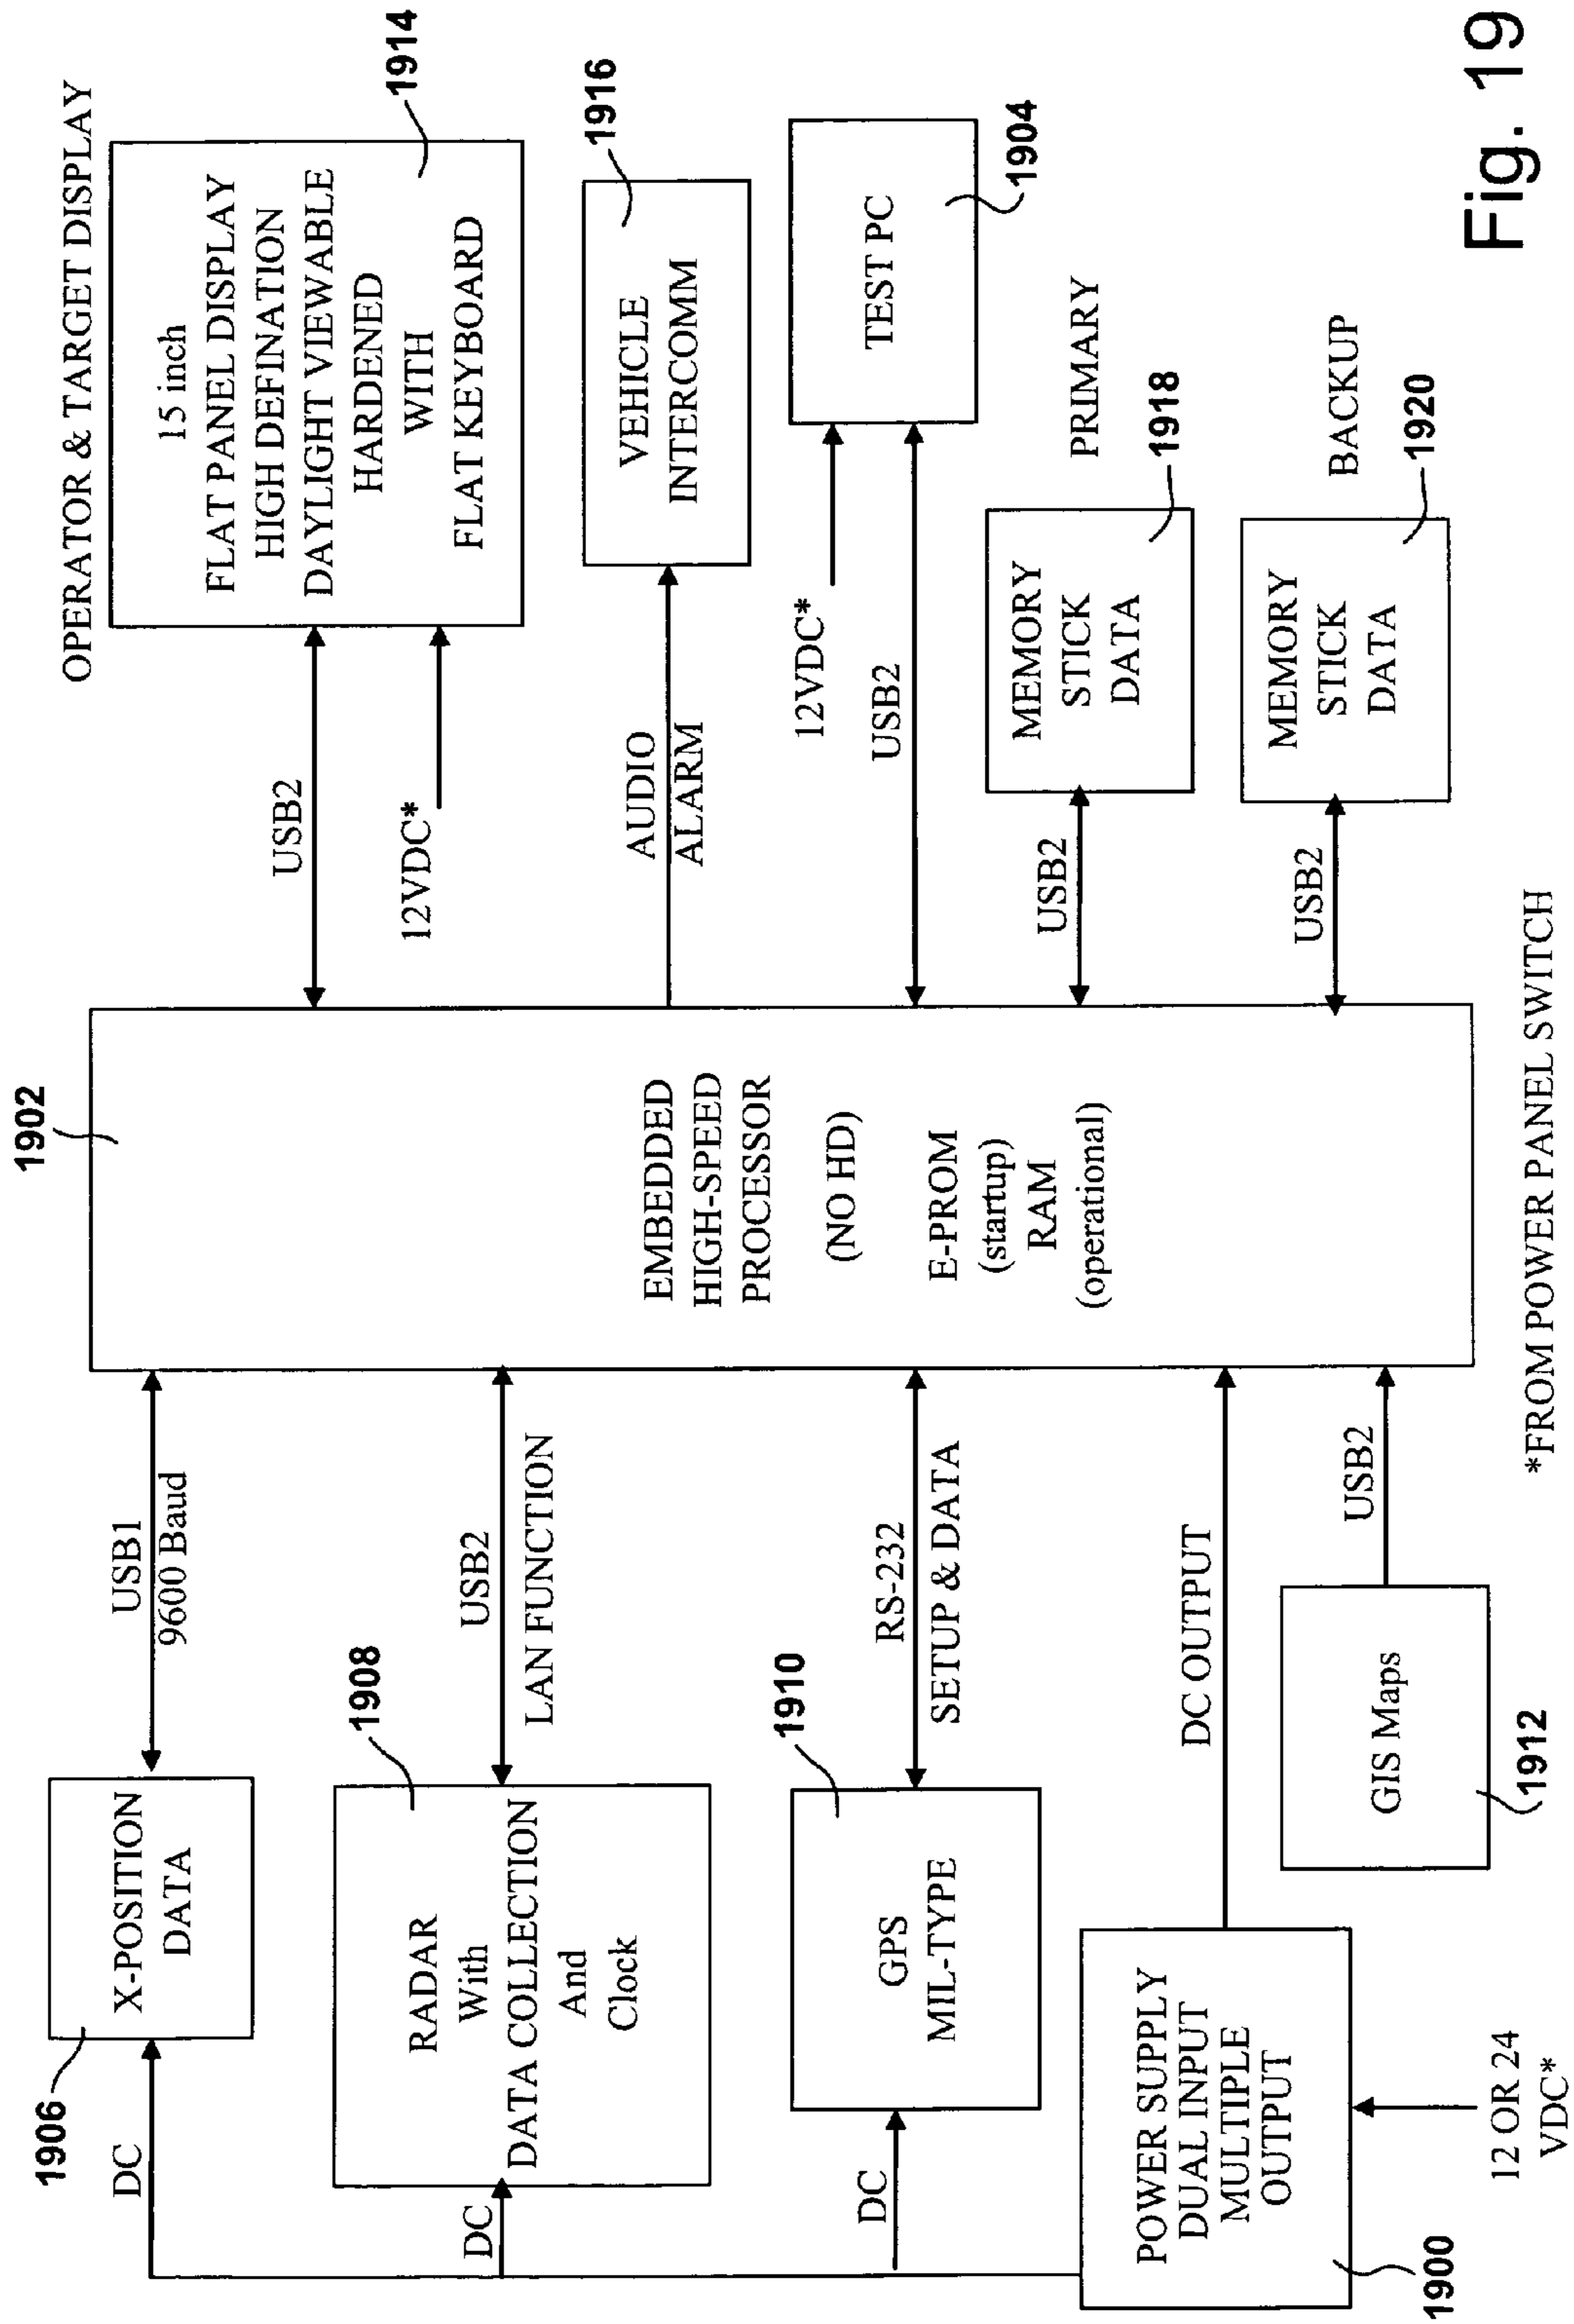 OPERATOR & TARGET DISPLAY
1902
1906
X-POSITION
DATA
DC
USB1
9600 Baud
USB2
12VDC*
15 inch
FLAT PANEL DISPLAY
HIGH DEFINATION
DAYLIGHT VIEWABLE
HARDENED
WITH
FLAT KEYBOARD
1914
1908
RADAR
With
DATA COLLECTION
And
Clock
DC
USB2
LAN FUNCTION
EMBEDDED
HIGH-SPEED
PROCESSOR
(NO HD)
E-PROM
(startup)
RAM
(operational)
AUDIO
ALARM
VEHICLE
INTERCOMM
1916
1910
GPS
MIL-TYPE
DC
RS-232
SETUP & DATA
12VDC*
USB2
TEST PC
1904
POWER SUPPLY
DUAL INPUT
MULTIPLE
OUTPUT
1900
12 OR 24
VDC*
DC OUTPUT
USB2
MEMORY
STICK
DATA
PRIMARY
1918
GIS Maps
1912
USB2
USB2
MEMORY
STICK
DATA
BACKUP
1920
*FROM POWER PANEL SWITCH
Fig. 19